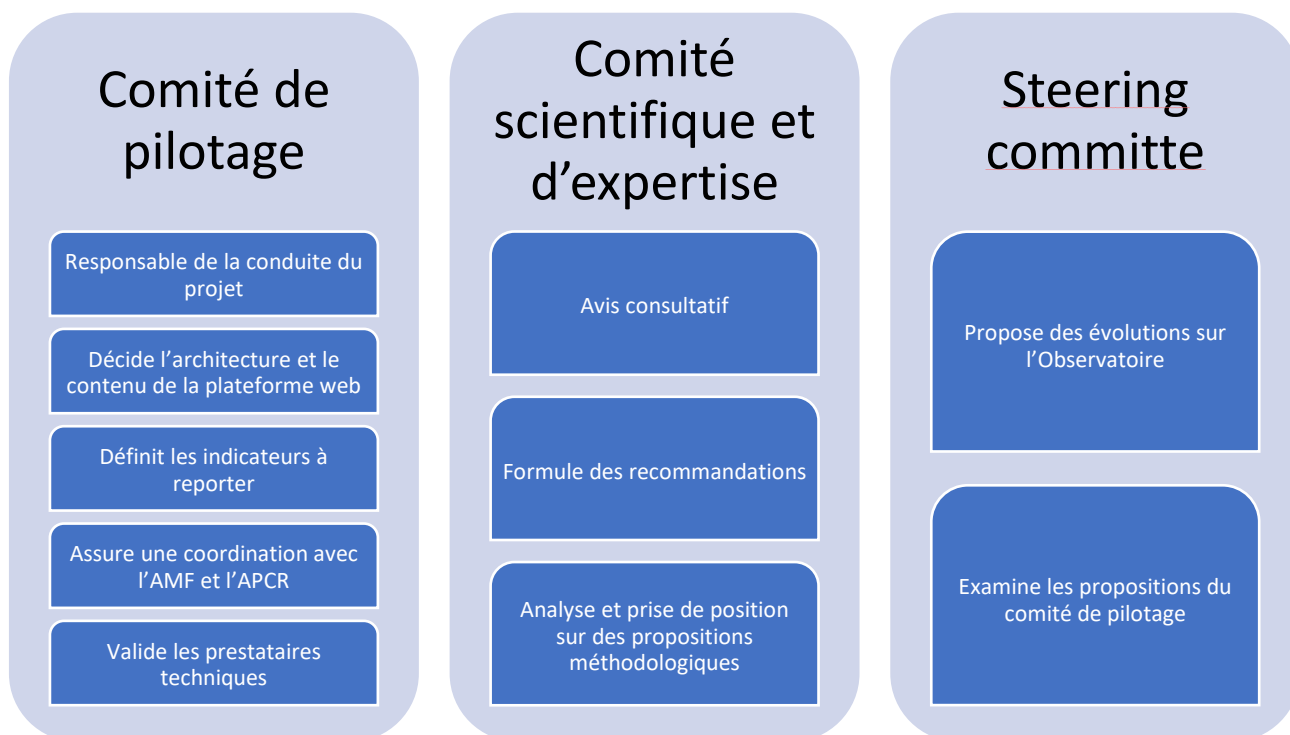 Comité de
pilotage
Responsable de la conduite du
projet
Décide l’architecture et le
contenu de la plateforme web
Définit les indicateurs à
reporter
Assure une coordination avec
l’AMF et l’APCR
Valide les prestataires
techniques
Comité
scientifique et
d’expertise
Avis consultatif
Formule des recommandations
Analyse et prise de position
sur des propositions
méthodologiques
Steering
committe
Propose des évolutions sur
l’Observatoire
Examine les propositions du
comité de pilotage